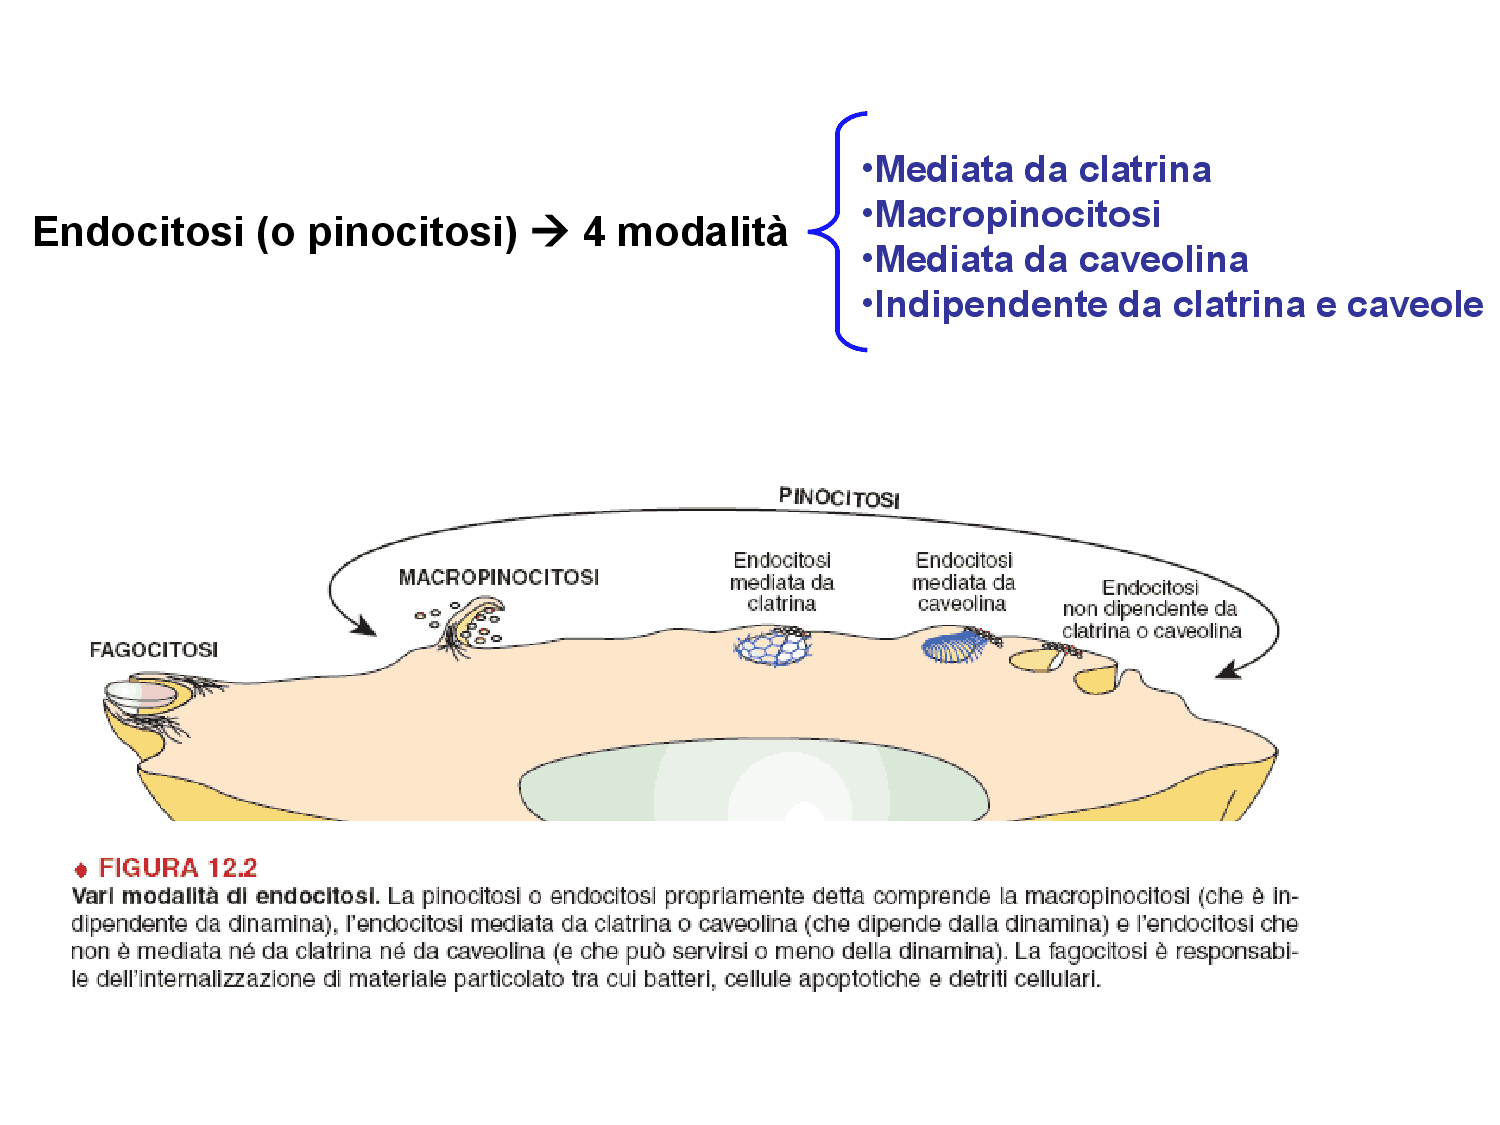 Endocitosi (o pinocitosi) → 4 modalità
•Mediata da clatrina
•Macropinocitosi
•Mediata da caveolina
•Indipendente da clatrina e caveole
PINOCITOSI
MACROPINOCITOSI
Endocitosi
mediata da
clatrina
Endocitosi
mediata da
caveolina
Endocitosi
non dipendente da
clatrina o caveolina
FAGOCITOSI
♦ FIGURA 12.2
Vari modalità di endocitosi. La pinocitosi o endocitosi propriamente detta comprende la macropinocitosi (che è in-
dipendente da dinamina), l'endocitosi mediata da clatrina o caveolina (che dipende dalla dinamina) e l'endocitosi che
non è mediata né da clatrina né da caveolina (e che può servirsi o meno della dinamina). La fagocitosi è responsabi-
le dell'internalizzazione di materiale particolato tra cui batteri, cellule apoptotiche e detriti cellulari.